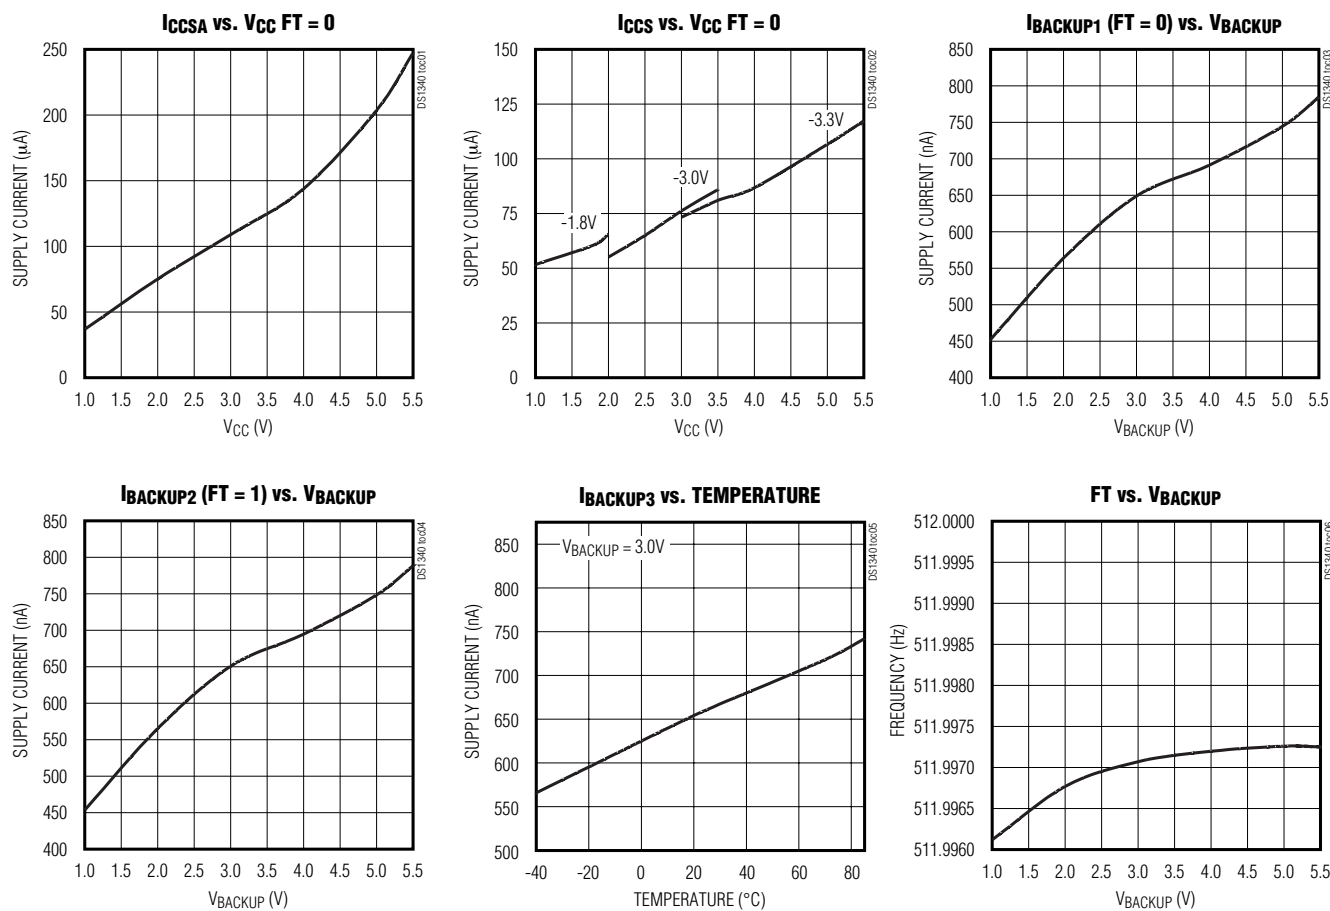 ICCSA vs. VCC FT = 0
250
200
150
100
50
0
SUPPLY CURRENT (μA)
1.0 1.5 2.0 2.5 3.0 3.5 4.0 4.5 5.0 5.5
VCC (V)
DS1340 toc01
ICCS vs. VCC FT = 0
150
125
100
75
50
25
0
SUPPLY CURRENT (μA)
-1.8V
-3.0V
-3.3V
1.0 1.5 2.0 2.5 3.0 3.5 4.0 4.5 5.0 5.5
VCC (V)
DS1340 toc02
IBACKUP1 (FT = 0) vs. VBACKUP
850
800
750
700
650
600
550
500
450
400
SUPPLY CURRENT (nA)
1.0 1.5 2.0 2.5 3.0 3.5 4.0 4.5 5.0 5.5
VBACKUP (V)
DS1340 toc03
IBACKUP2 (FT = 1) vs. VBACKUP
850
800
750
700
650
600
550
500
450
400
SUPPLY CURRENT (nA)
1.0 1.5 2.0 2.5 3.0 3.5 4.0 4.5 5.0 5.5
VBACKUP (V)
DS1340 toc04
IBACKUP3 vs. TEMPERATURE
850
800
750
700
650
600
550
500
SUPPLY CURRENT (nA)
VBACKUP = 3.0V
-40 -20 0 20 40 60 80
TEMPERATURE (°C)
DS1340 toc05
FT vs. VBACKUP
512.0000
511.9995
511.9990
511.9985
511.9980
511.9975
511.9970
511.9965
511.9960
FREQUENCY (Hz)
1.0 1.5 2.0 2.5 3.0 3.5 4.0 4.5 5.0 5.5
VBACKUP (V)
DS1340 toc06